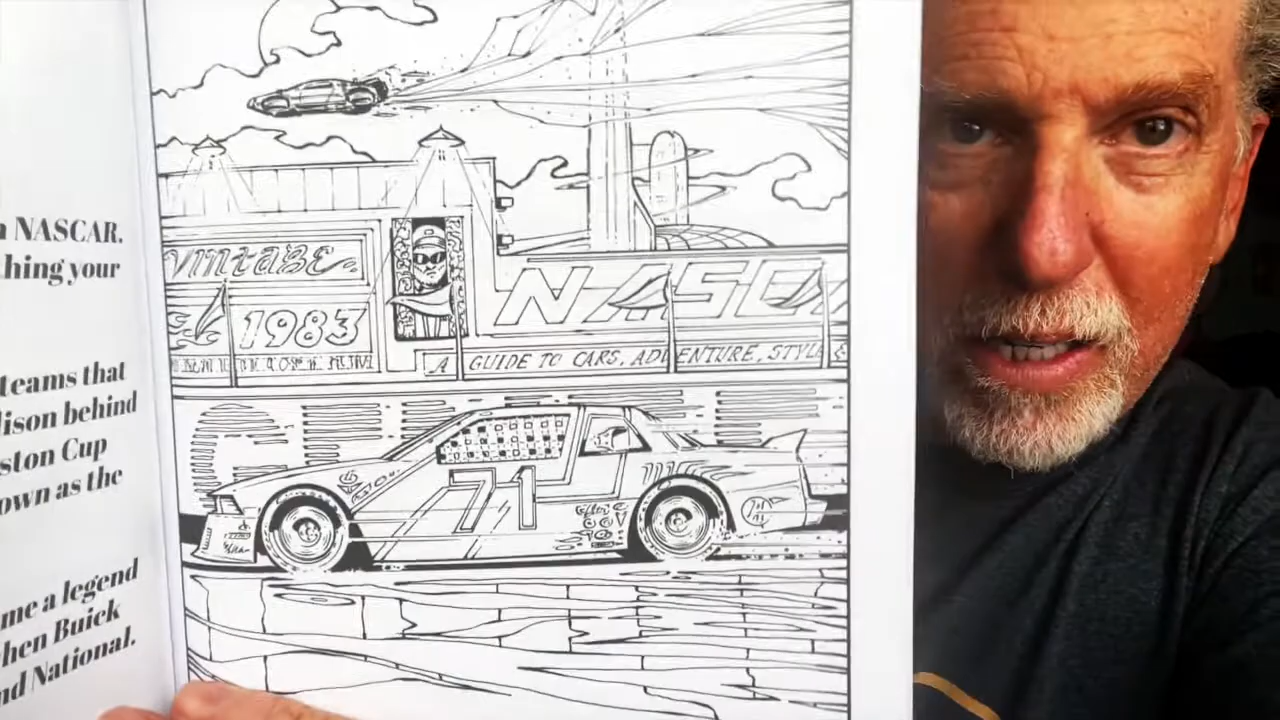 n NASCAR.
hing your
teams that
lison behind
ston Cup
own as the
me a legend
hen Buick
nd National.
vintage
1983
NASCA
A GUIDE TO CARS, ADVENTURE, STYLE &
71